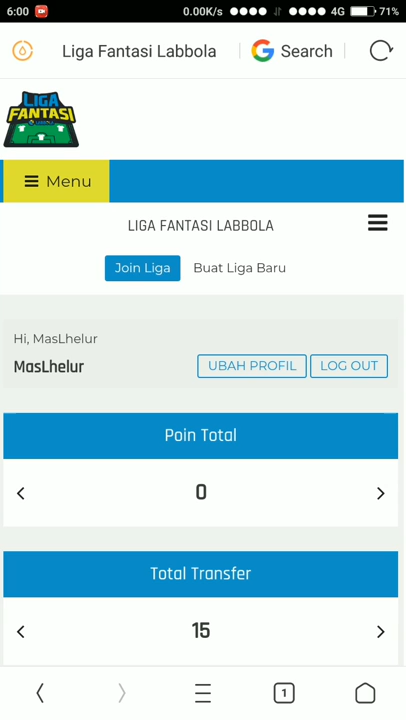 6:00 0.00K/s 4G 71%
Liga Fantasi Labbola Search
LIGA
FANTASI
Menu
LIGA FANTASI LABBOLA
Join Liga Buat Liga Baru
Hi, MasLhelur
MasLhelur UBAH PROFIL LOG OUT
Poin Total
0
Total Transfer
15
1